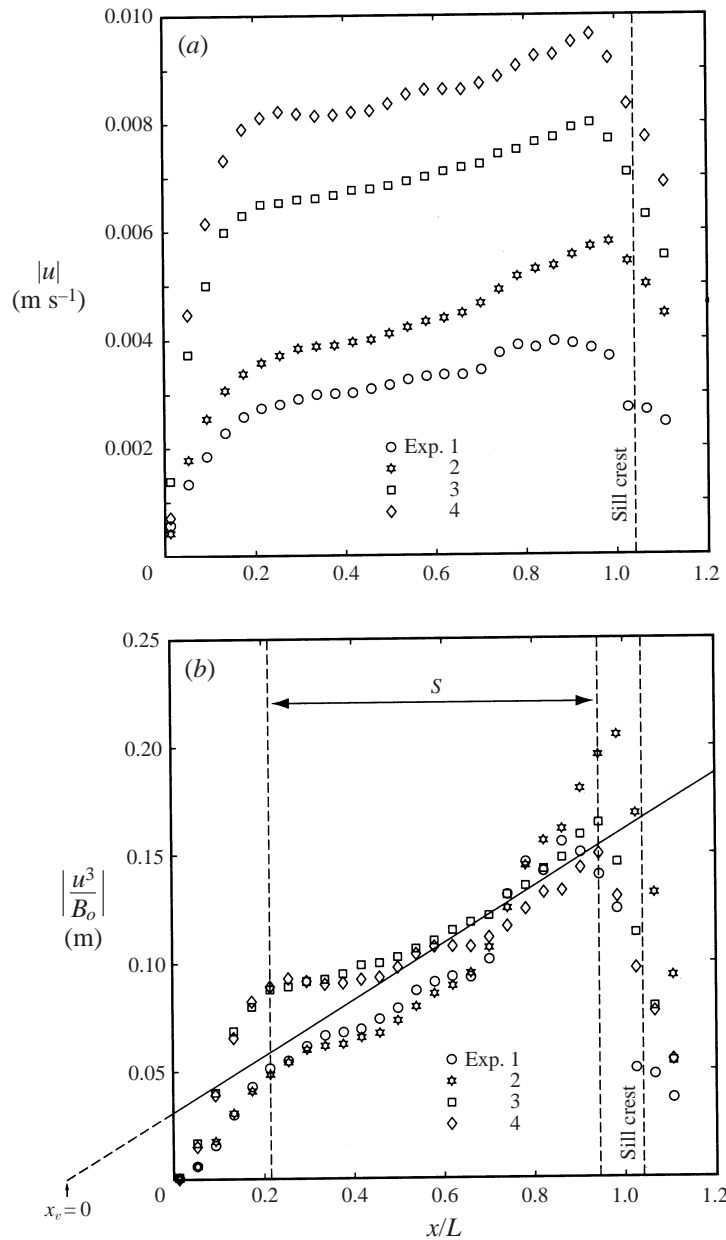 0.010
(a)
0.008
0.006
|u|
(m s⁻¹)
0.004
0.002
Exp. 1
2
3
4
Sill crest
0 0.2 0.4 0.6 0.8 1.0 1.2
0.25
(b)
S
0.20
0.15
|u³/Bₒ|
(m)
0.10
0.05
Exp. 1
2
3
4
Sill crest
xᵥ = 0
0 0.2 0.4 0.6 0.8 1.0 1.2
x/L